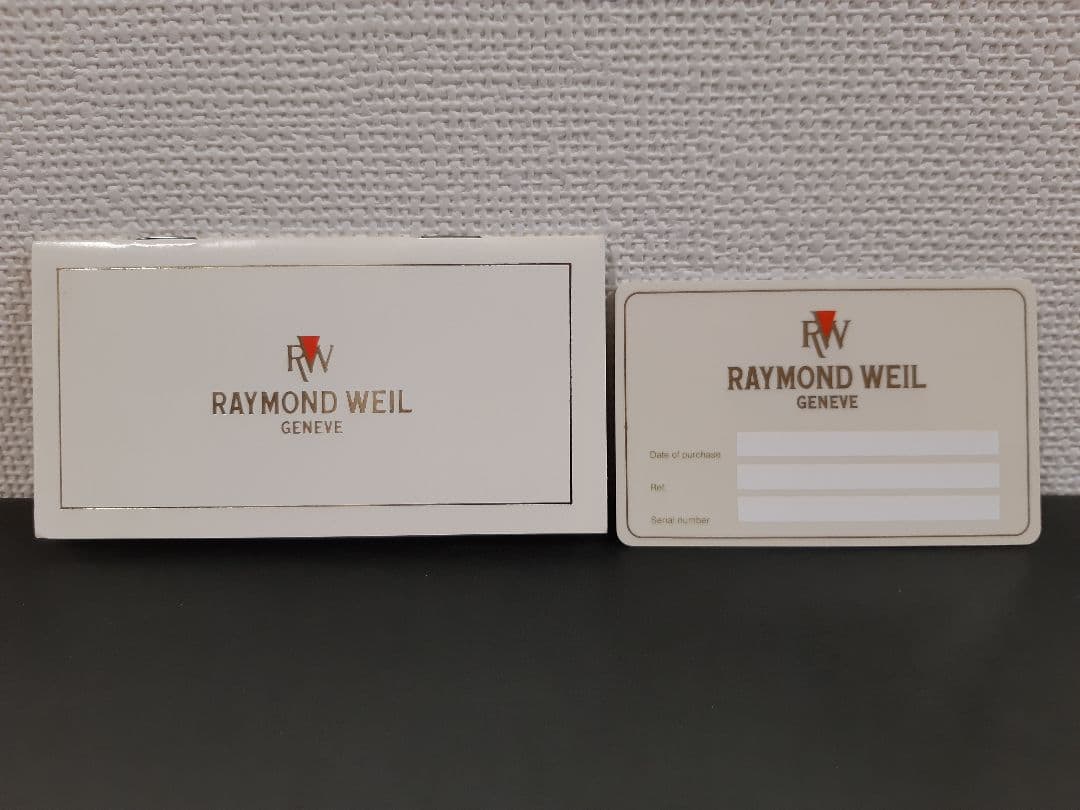 RW
RAYMOND WEIL
GENEVE
RW
RAYMOND WEIL
GENEVE
Date of purchase
Ref.
Serial number